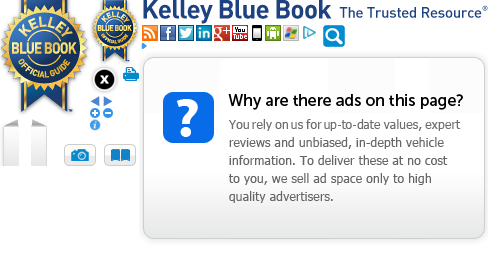 KELLEY
BLUE BOOK
OFFICIAL GUIDE
KELLEY
BLUE BOOK
OFFICIAL GUIDE
Kelley Blue Book The Trusted Resource®
f
in
g+
You
Tube
X
i
?
Why are there ads on this page?
You rely on us for up-to-date values, expert
reviews and unbiased, in-depth vehicle
information. To deliver these at no cost
to you, we sell ad space only to high
quality advertisers.